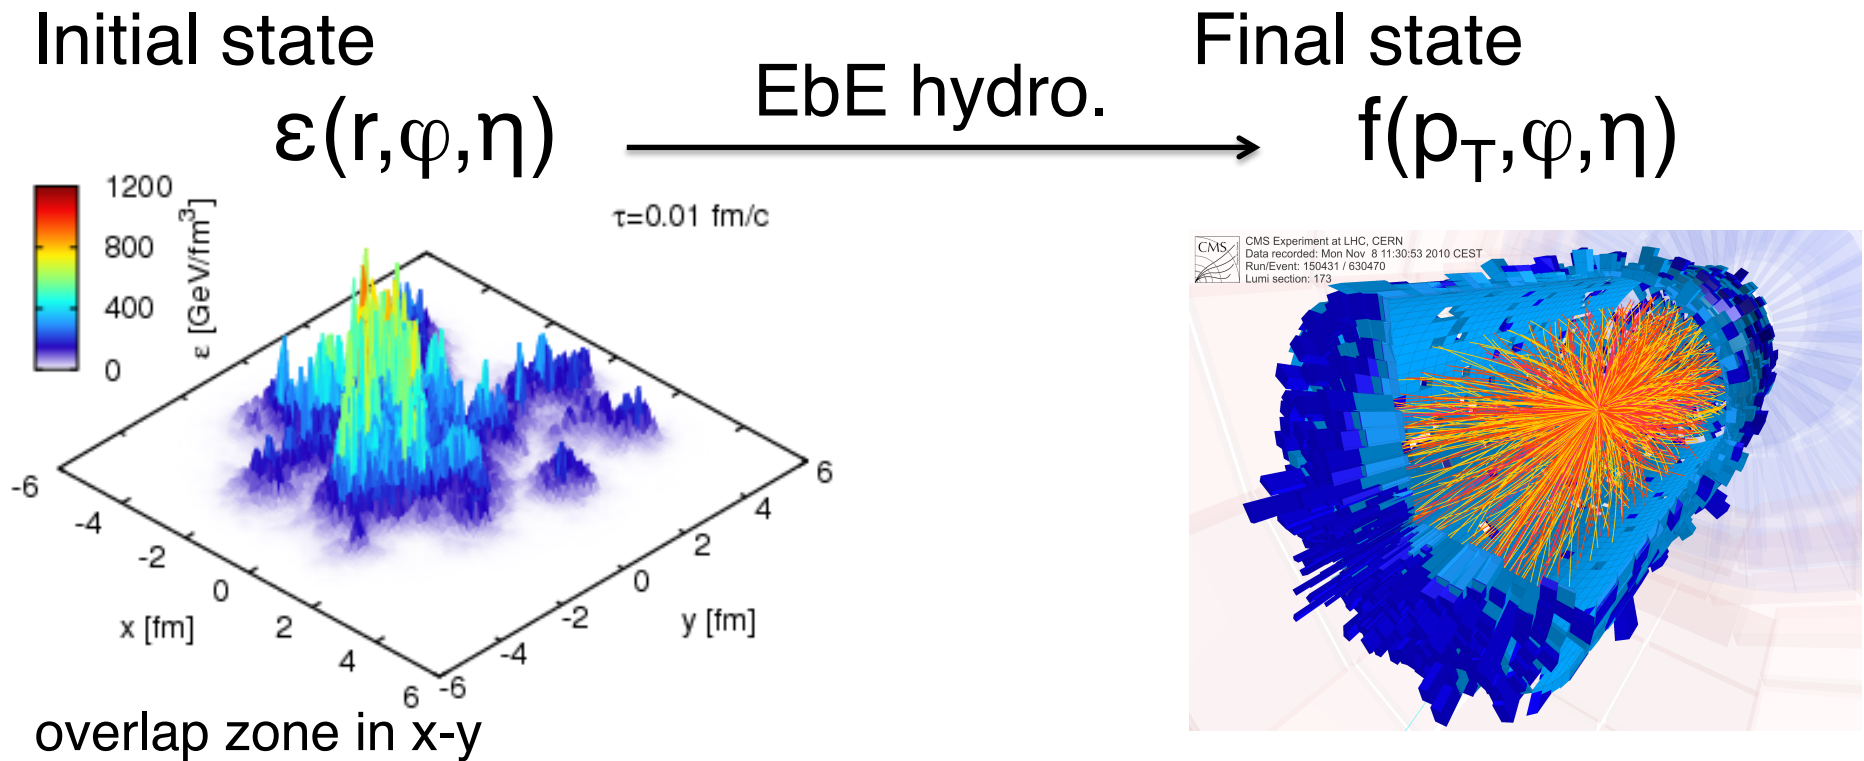 Initial state
Final state
EbE hydro.
ε(r,φ,η)
f(p_T,φ,η)
1200
800
400
0
ε [GeV/fm³]
τ=0.01 fm/c
CMS
CMS Experiment at LHC, CERN
Data recorded: Mon Nov 8 11:30:53 2010 CEST
Run/Event: 150431 / 630470
Lumi section: 173
-6
-4
-2
0
2
4
6
x [fm]
-6
-4
-2
0
2
4
6
y [fm]
overlap zone in x-y